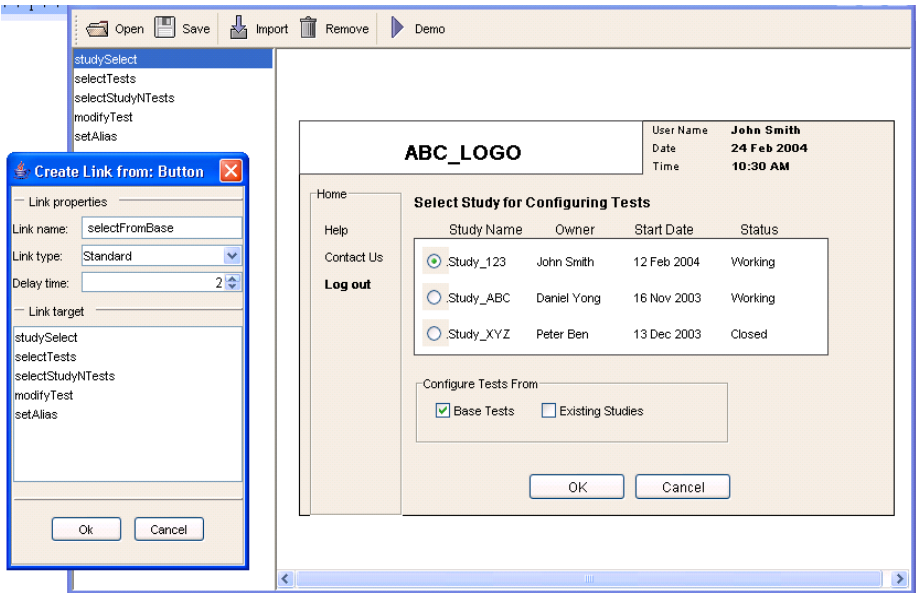 Open Save Import Remove Demo
studySelect
selectTests
selectStudyNTests
modifyTest
setAlias
Create Link from: Button
Link properties
Link name: selectFromBase
Link type: Standard
Delay time: 2
Link target
studySelect
selectTests
selectStudyNTests
modifyTest
setAlias
Ok Cancel
ABC_LOGO
User Name John Smith
Date 24 Feb 2004
Time 10:30 AM
Home
Help
Contact Us
Log out
Select Study for Configuring Tests
Study Name Owner Start Date Status
.Study_123 John Smith 12 Feb 2004 Working
.Study_ABC Daniel Yong 16 Nov 2003 Working
.Study_XYZ Peter Ben 13 Dec 2003 Closed
Configure Tests From
Base Tests Existing Studies
OK Cancel